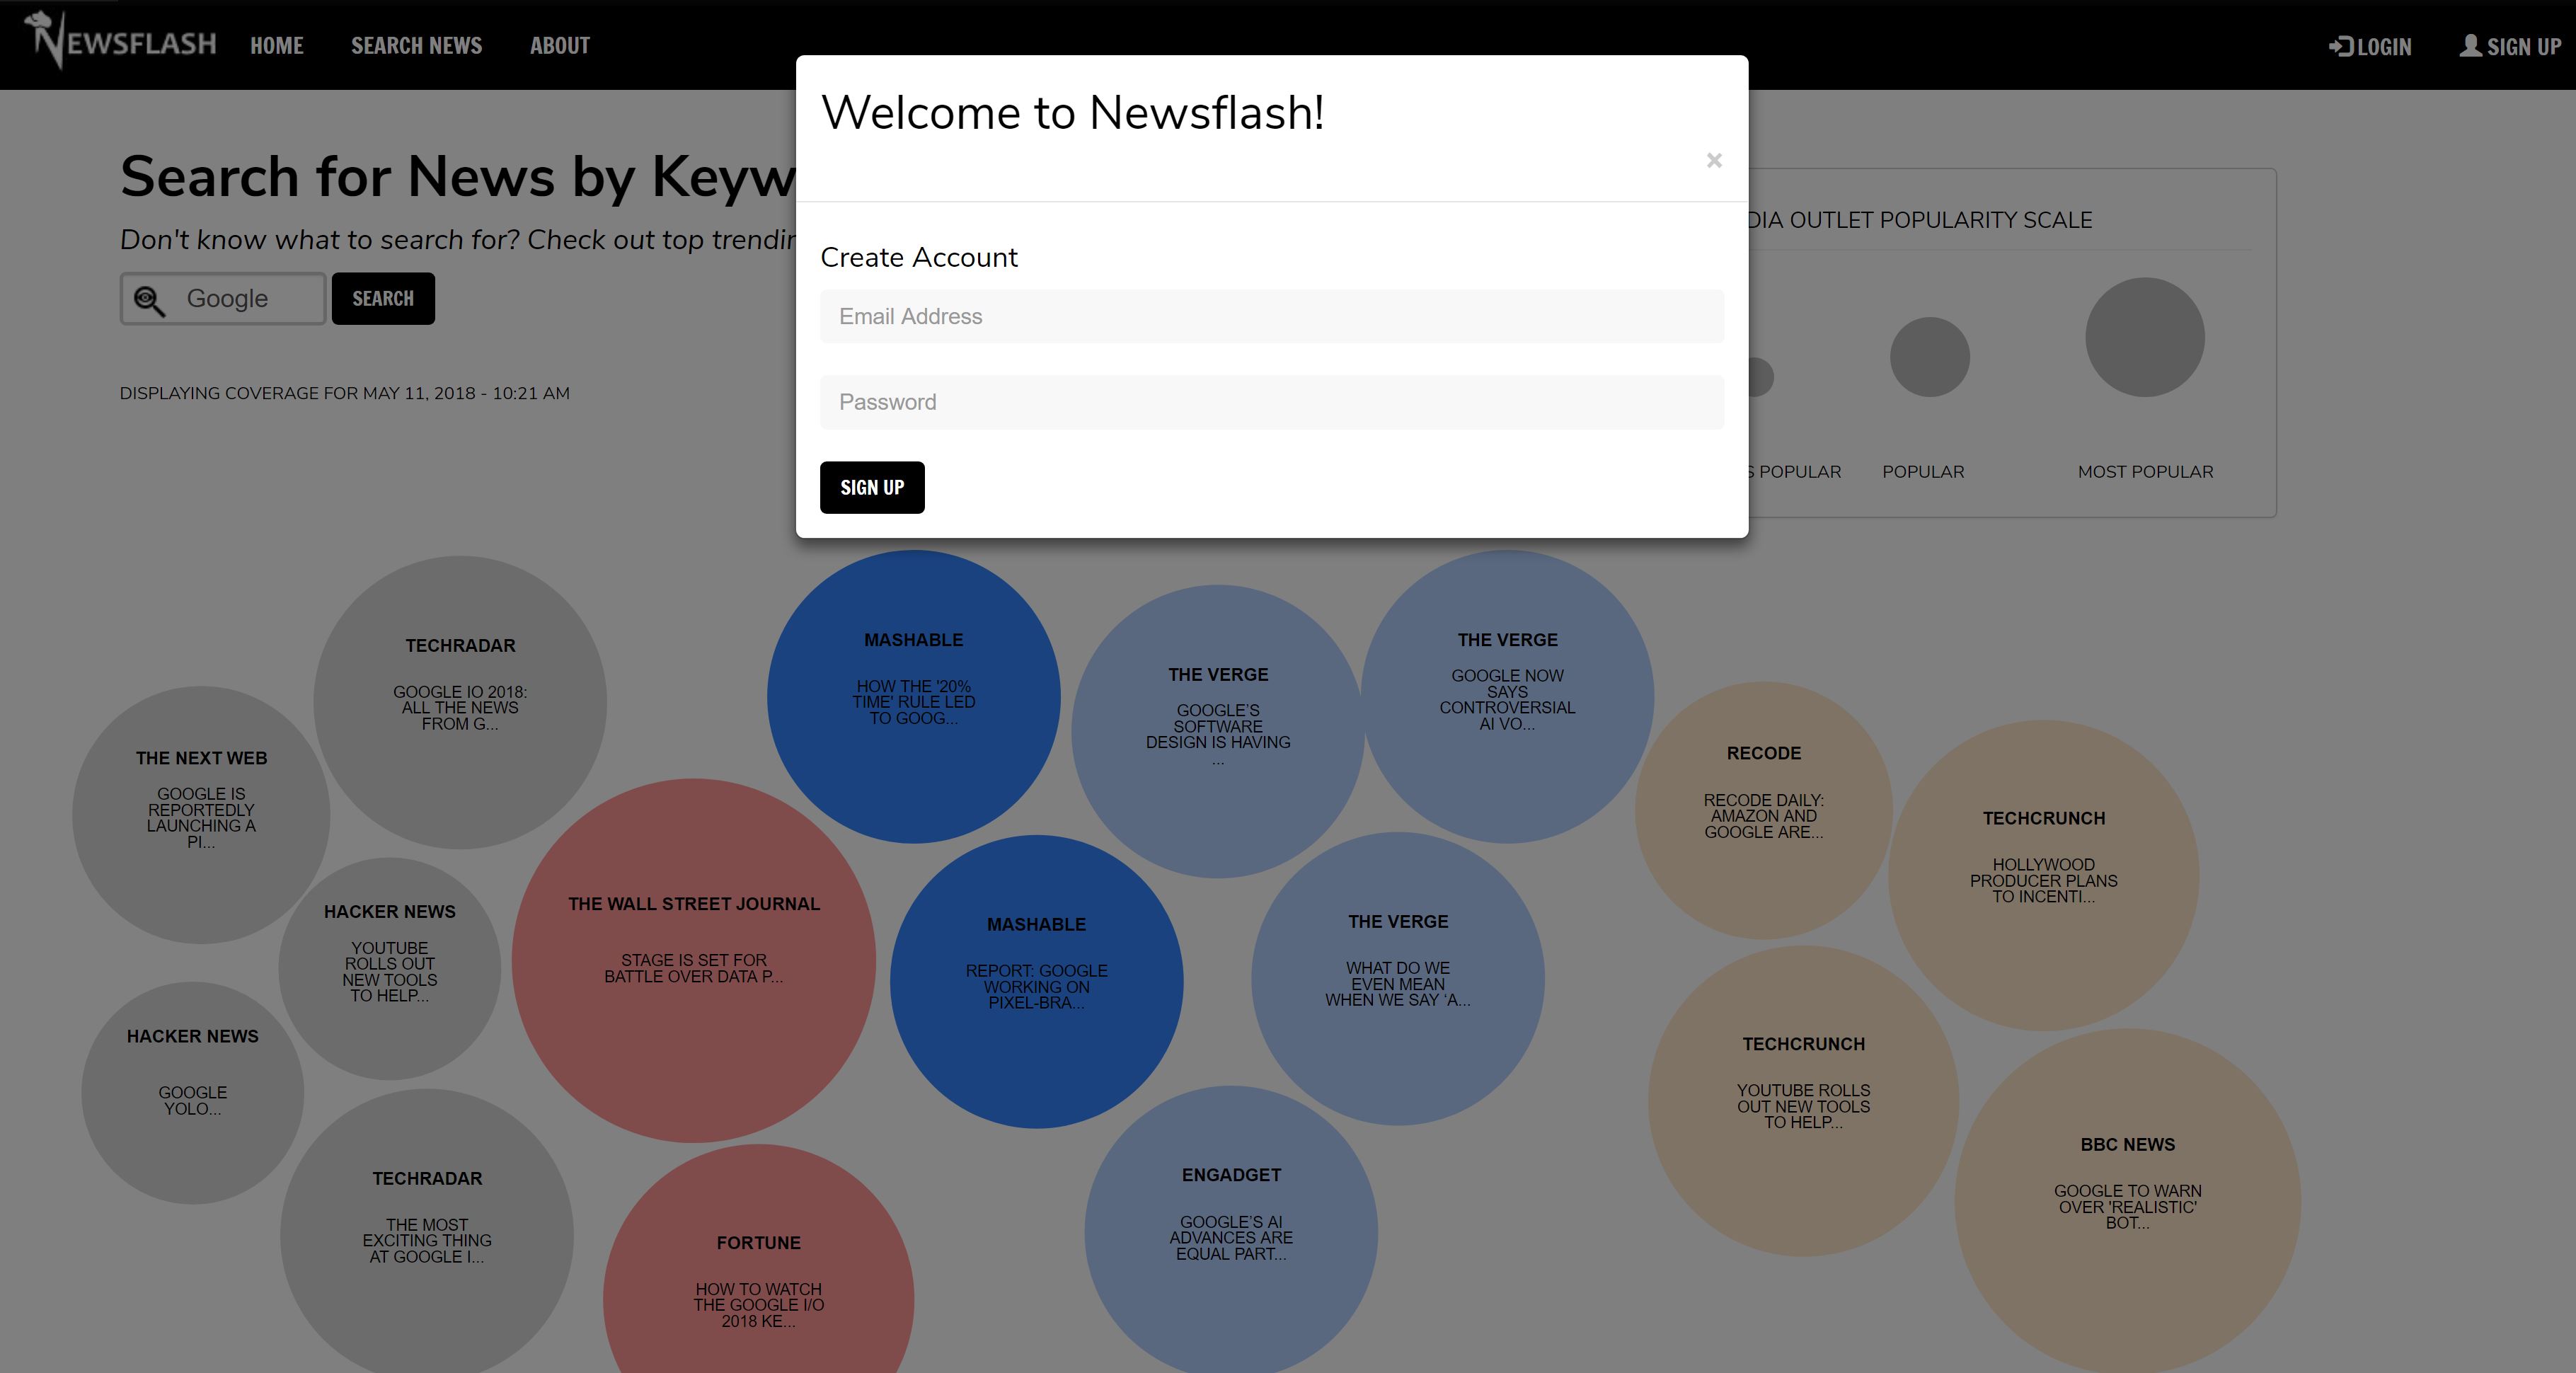 NEWSFLASH
HOME
SEARCH NEWS
ABOUT
LOGIN
SIGN UP
Welcome to Newsflash!
×
Create Account
Email Address
Password
SIGN UP
Search for News by Keyw
Don't know what to search for? Check out top trendin
Google
SEARCH
DISPLAYING COVERAGE FOR MAY 11, 2018 - 10:21 AM
DIA OUTLET POPULARITY SCALE
S POPULAR
POPULAR
MOST POPULAR
TECHRADAR
GOOGLE IO 2018:
ALL THE NEWS
FROM G...
MASHABLE
HOW THE '20%
TIME' RULE LED
TO GOOG...
THE VERGE
GOOGLE'S
SOFTWARE
DESIGN IS HAVING
...
THE VERGE
GOOGLE NOW
SAYS
CONTROVERSIAL
AI VO...
THE NEXT WEB
GOOGLE IS
REPORTEDLY
LAUNCHING A
PI...
RECODE
RECODE DAILY:
AMAZON AND
GOOGLE ARE...
TECHCRUNCH
HOLLYWOOD
PRODUCER PLANS
TO INCENTI...
HACKER NEWS
YOUTUBE
ROLLS OUT
NEW TOOLS
TO HELP...
THE WALL STREET JOURNAL
STAGE IS SET FOR
BATTLE OVER DATA P...
MASHABLE
REPORT: GOOGLE
WORKING ON
PIXEL-BRA...
THE VERGE
WHAT DO WE
EVEN MEAN
WHEN WE SAY ‘A...
HACKER NEWS
GOOGLE
YOLO...
TECHCRUNCH
YOUTUBE ROLLS
OUT NEW TOOLS
TO HELP...
BBC NEWS
GOOGLE TO WARN
OVER 'REALISTIC'
BOT...
TECHRADAR
THE MOST
EXCITING THING
AT GOOGLE I...
FORTUNE
HOW TO WATCH
THE GOOGLE I/O
2018 KE...
ENGADGET
GOOGLE'S AI
ADVANCES ARE
EQUAL PART...